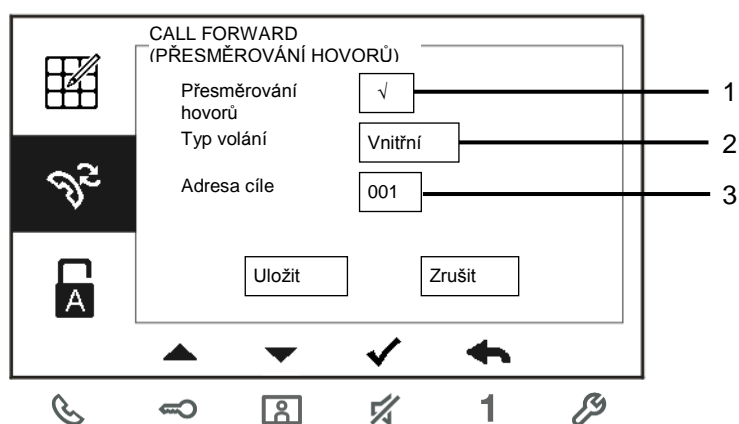 CALL FORWARD
(PŘESMĚROVÁNÍ HOVORŮ)
Přesměrování
hovorů
√
1
Typ volání
Vnitřní
2
Adresa cíle
001
3
Uložit
Zrušit
A
1